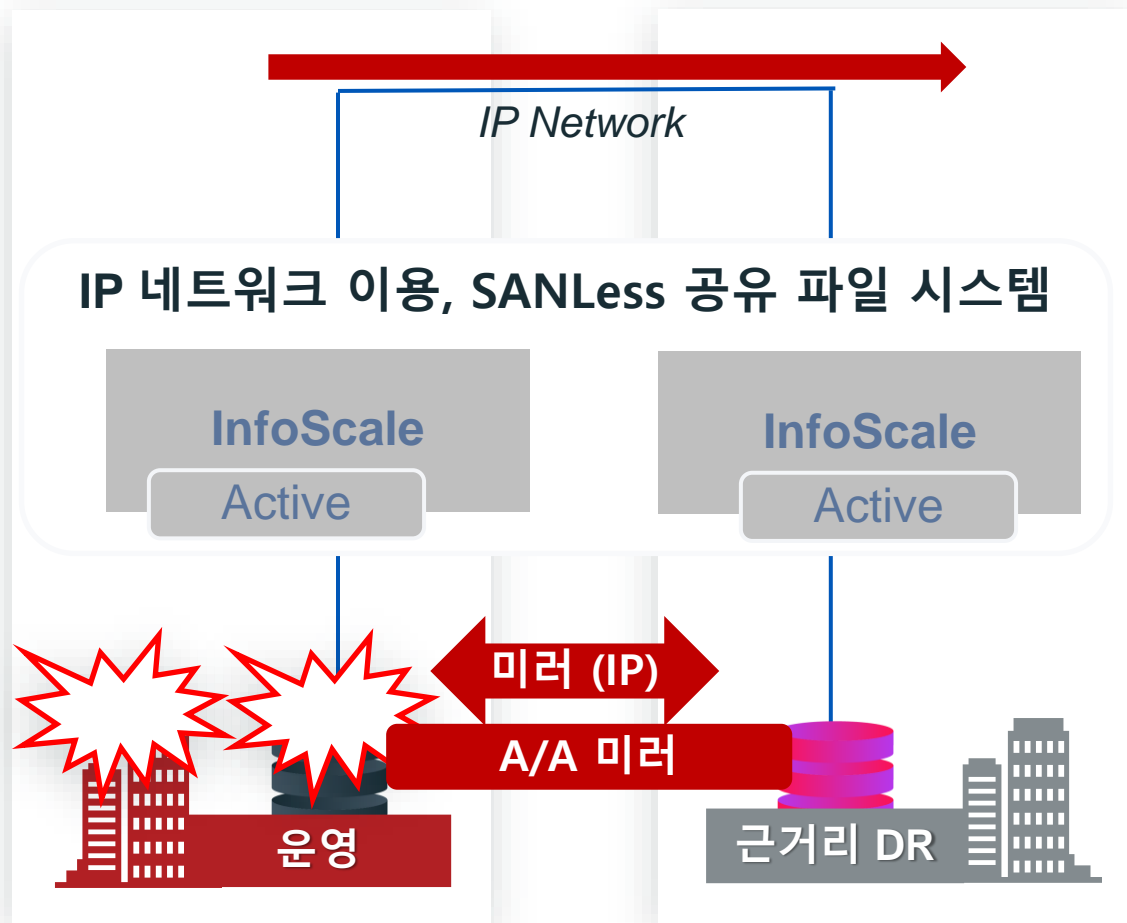 IP Network
IP 네트워크 이용, SANLess 공유 파일 시스템
InfoScale
Active
InfoScale
Active
미러 (IP)
A/A 미러
운영
근거리 DR